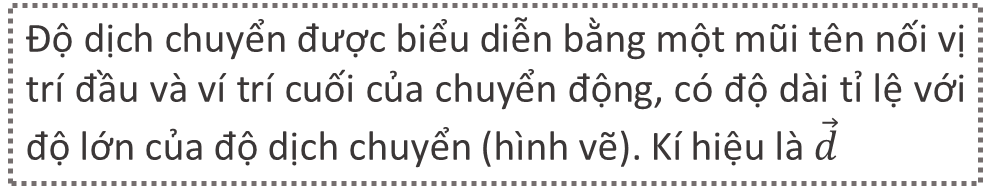 Độ dịch chuyển được biểu diễn bằng một mũi tên nối vị
trí đầu và ví trí cuối của chuyển động, có độ dài tỉ lệ với
độ lớn của độ dịch chuyển (hình vẽ). Kí hiệu là $\vec{d}$